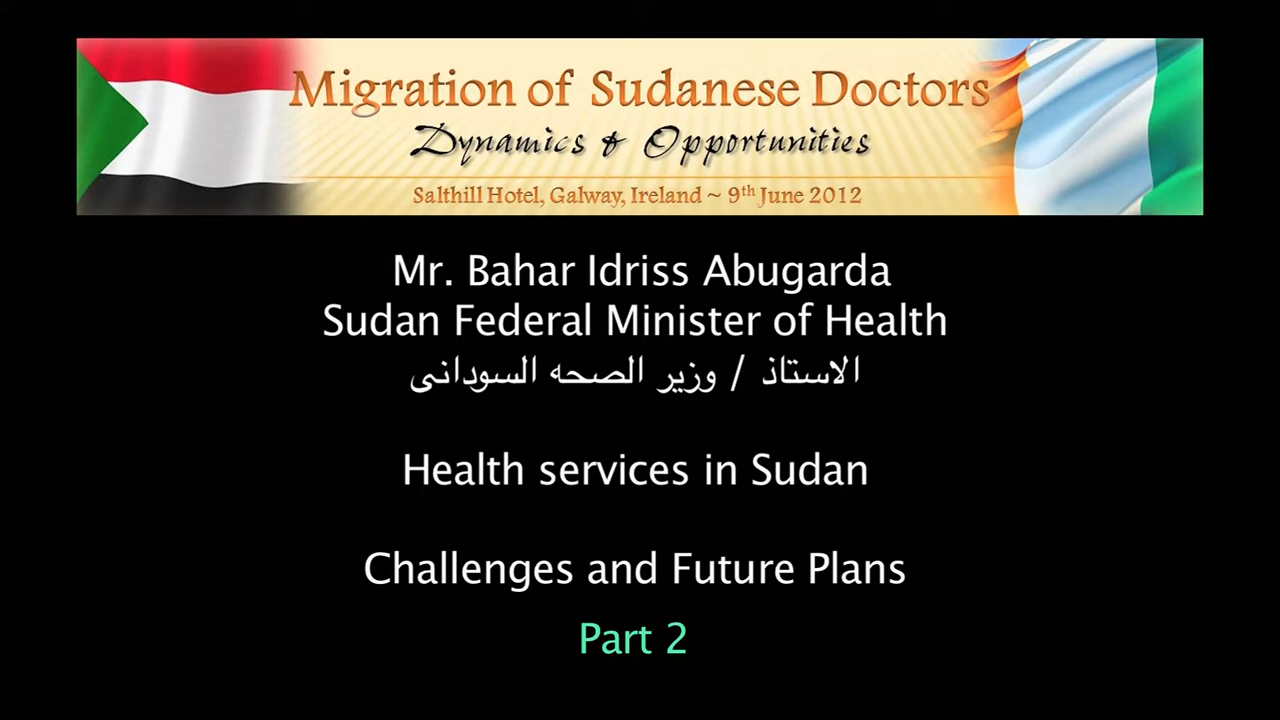 Migration of Sudanese Doctors
Dynamics & Opportunities
Salthill Hotel, Galway, Ireland ~ 9th June 2012
Mr. Bahar Idriss Abugarda
Sudan Federal Minister of Health
الاستاذ / وزير الصحه السودانى
Health services in Sudan
Challenges and Future Plans
Part 2